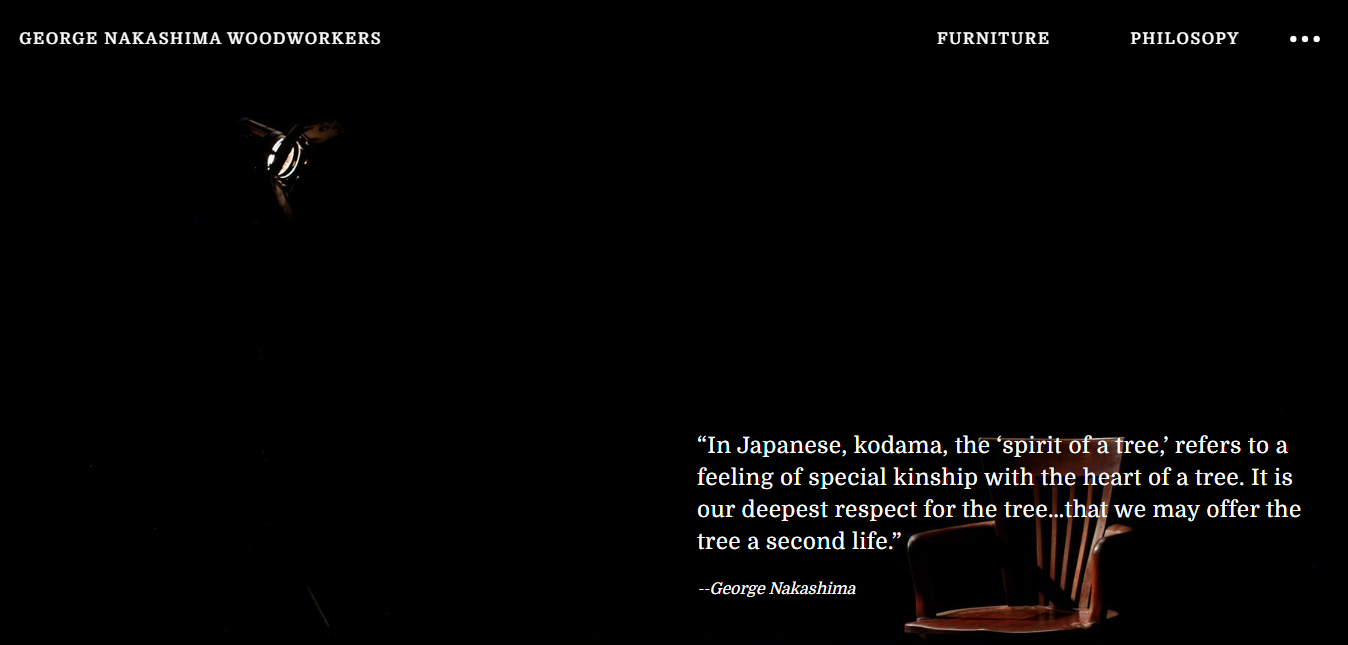 GEORGE NAKASHIMA WOODWORKERS
FURNITURE
PHILOSOPY
“In Japanese, kodama, the ‘spirit of a tree,’ refers to a
feeling of special kinship with the heart of a tree. It is
our deepest respect for the tree…that we may offer the
tree a second life.”
--George Nakashima